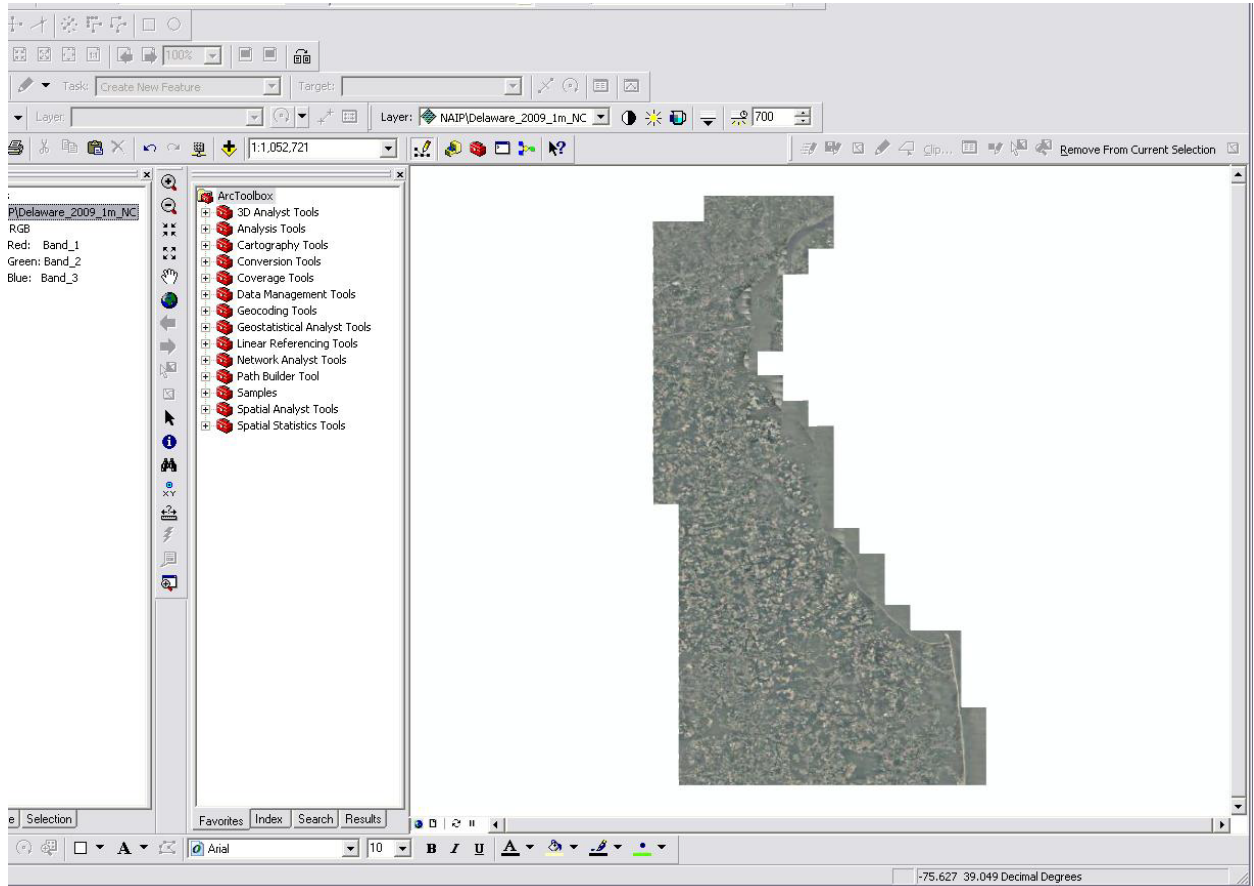 100%
Task: Create New Feature Target:
Layer: Layer: NAIP\Delaware_2009_1m_NC 700
1:1,052,721 Clip... Remove From Current Selection
P\Delaware_2009_1m_NC
RGB
Red: Band_1
Green: Band_2
Blue: Band_3
ArcToolbox
3D Analyst Tools
Analysis Tools
Cartography Tools
Conversion Tools
Coverage Tools
Data Management Tools
Geocoding Tools
Geostatistical Analyst Tools
Linear Referencing Tools
Network Analyst Tools
Path Builder Tool
Samples
Spatial Analyst Tools
Spatial Statistics Tools
e Selection
Favorites Index Search Results
Arial 10 B I U A
-75.627 39.049 Decimal Degrees